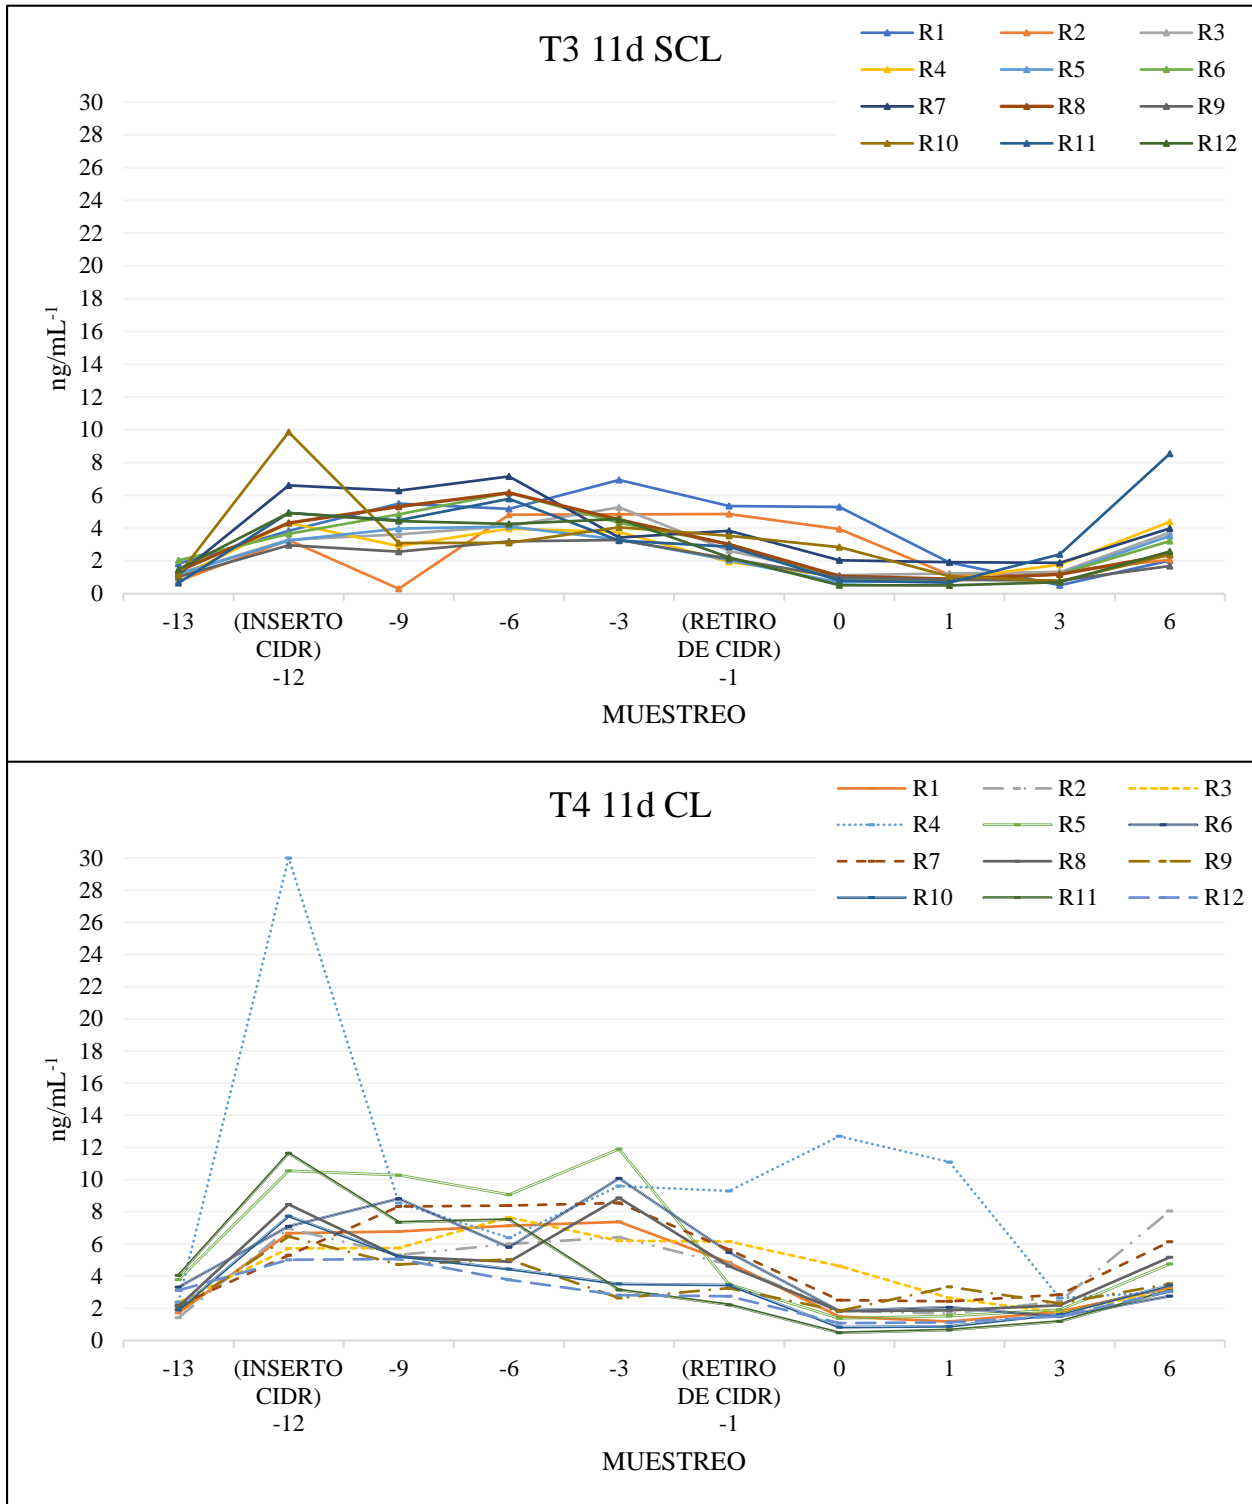 T3 11d SCL
R1 R2 R3
R4 R5 R6
R7 R8 R9
R10 R11 R12
30
28
26
24
22
20
18
16
14
12
10
8
6
4
2
0
ng/mL⁻¹
-13 (INSERTO -9 -6 -3 (RETIRO 0 1 3 6
CIDR) DE CIDR)
-12 -1
MUESTREO
T4 11d CL
R1 R2 R3
R4 R5 R6
R7 R8 R9
R10 R11 R12
30
28
26
24
22
20
18
16
14
12
10
8
6
4
2
0
ng/mL⁻¹
-13 (INSERTO -9 -6 -3 (RETIRO 0 1 3 6
CIDR) DE CIDR)
-12 -1
MUESTREO